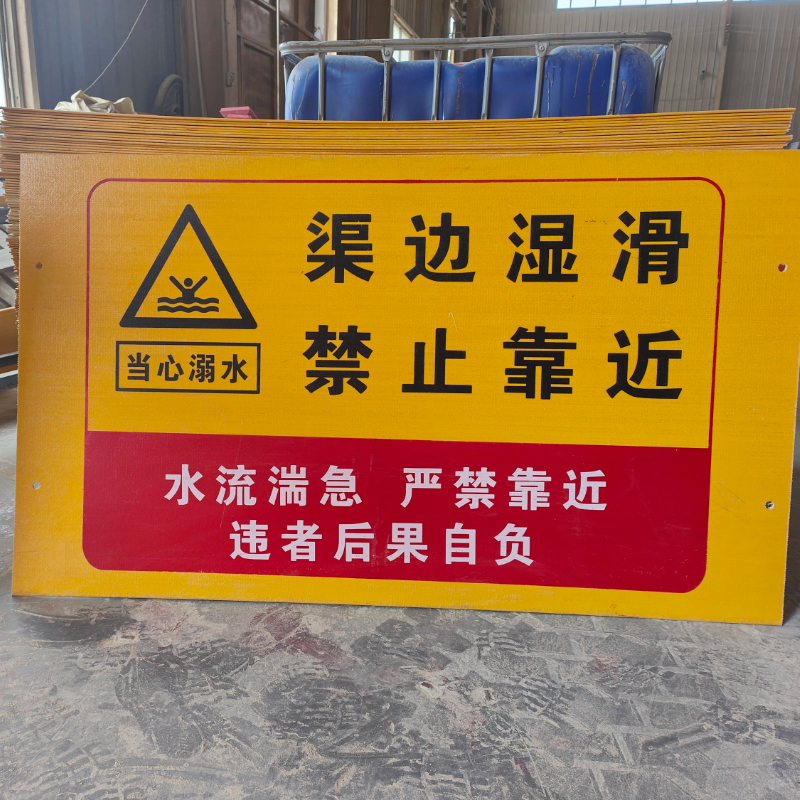 渠边湿滑
禁止靠近
当心溺水
水流湍急 严禁靠近
违者后果自负